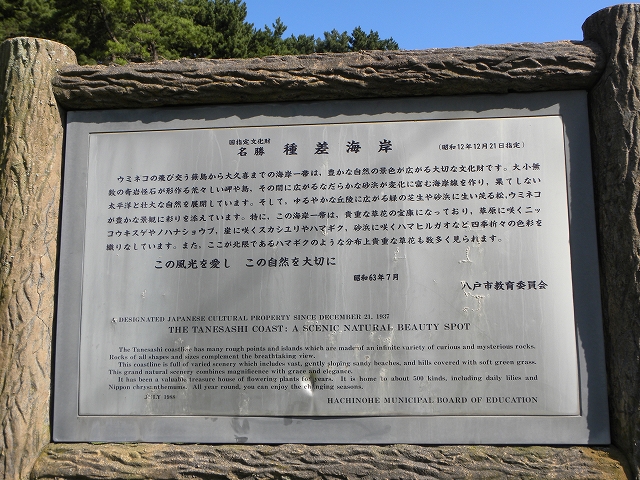 国指定文化財
名勝 種差海岸 (昭和12年12月21日指定)
ウミネコの飛び交う蕪島から大久喜までの海岸一帯は、豊かな自然の景色が広がる大切な文化財です。大小無
数の奇岩怪石が形作る荒々しい岬や島、その間に広がるなだらかな砂浜が変化に富む海岸線を作り、果てしない
太平洋と壮大な自然を展開しています。そして、ゆるやかな丘陵に広がる緑の芝生や砂浜に生い茂る松、ウミネコ
が豊かな景観に彩りを添えています。特に、この海岸一帯は、貴重な草花の宝庫になっており、草原に咲くニッ
コウキスゲやノハナショウブ、崖に咲くスカシユリやハマギク、砂浜に咲くハマヒルガオなど四季折々の色彩を
織りなしています。また、ここが北限であるハマギクのような分布上貴重な草花も数多く見られます。
この風光を愛し この自然を大切に
昭和63年7月
八戸市教育委員会
A DESIGNATED JAPANESE CULTURAL PROPERTY SINCE DECEMBER 21, 1937
THE TANESASHI COAST: A SCENIC NATURAL BEAUTY SPOT
The Tanesashi coastline has many rough points and islands which are made of an infinite variety of curious and mysterious rocks.
Rocks of all shapes and sizes complement the breathtaking view.
This coastline is full of varied scenery which includes vast, gently sloping sandy beaches, and hills covered with soft green grass.
This grand natural scenery combines magnificence with grace and elegance.
It has been a valuable treasure house of flowering plants for years. It is home to about 500 kinds, including daily lilies and
Nippon chrysanthemums. All year round, you can enjoy the changing seasons.
JULY 1988
HACHINOHE MUNICIPAL BOARD OF EDUCATION